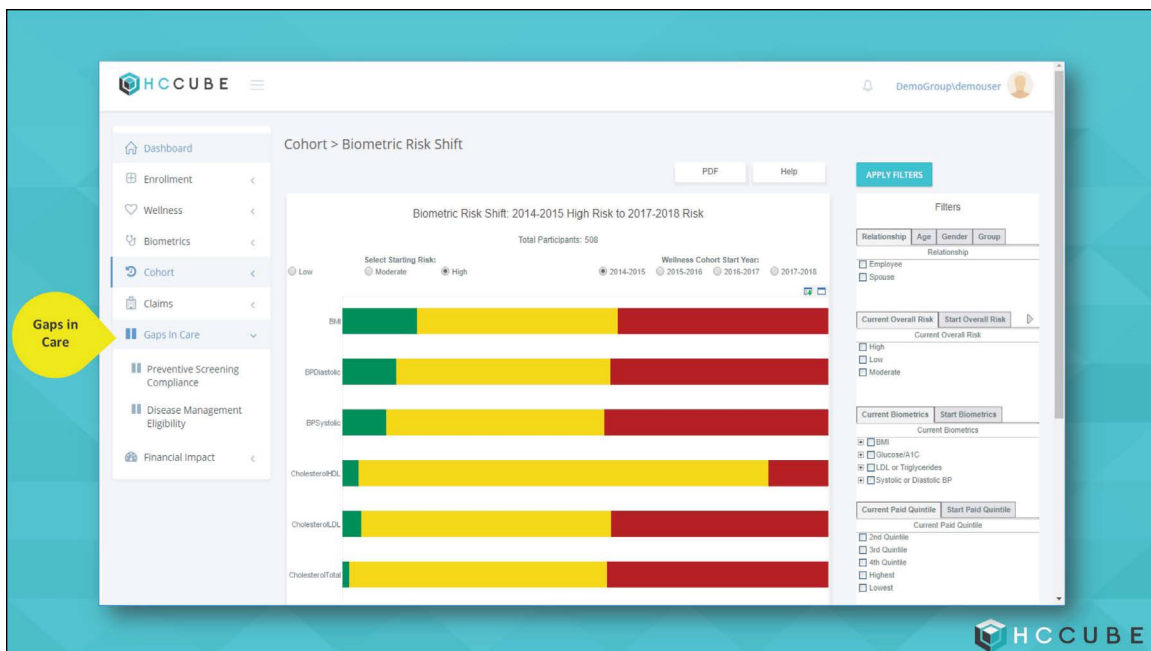 HCCUBE
DemoGroup\demouser
Dashboard
Enrollment
Wellness
Biometrics
Cohort
Claims
Gaps in Care
Gaps In Care
Preventive Screening Compliance
Disease Management Eligibility
Financial Impact
Cohort > Biometric Risk Shift
PDF Help
Biometric Risk Shift: 2014-2015 High Risk to 2017-2018 Risk
Total Participants: 508
Select Starting Risk:
Low Moderate High
Wellness Cohort Start Year:
2014-2015 2015-2016 2016-2017 2017-2018
BMI
BPDiastolic
BPSystolic
CholesterolHDL
CholesterolLDL
CholesterolTotal
APPLY FILTERS
Filters
Relationship Age Gender Group
Relationship
Employee
Spouse
Current Overall Risk Start Overall Risk
Current Overall Risk
High
Low
Moderate
Current Biometrics Start Biometrics
Current Biometrics
BMI
Glucose/A1C
LDL or Triglycerides
Systolic or Diastolic BP
Current Paid Quintile Start Paid Quintile
Current Paid Quintile
2nd Quintile
3rd Quintile
4th Quintile
Highest
Lowest
HCCUBE